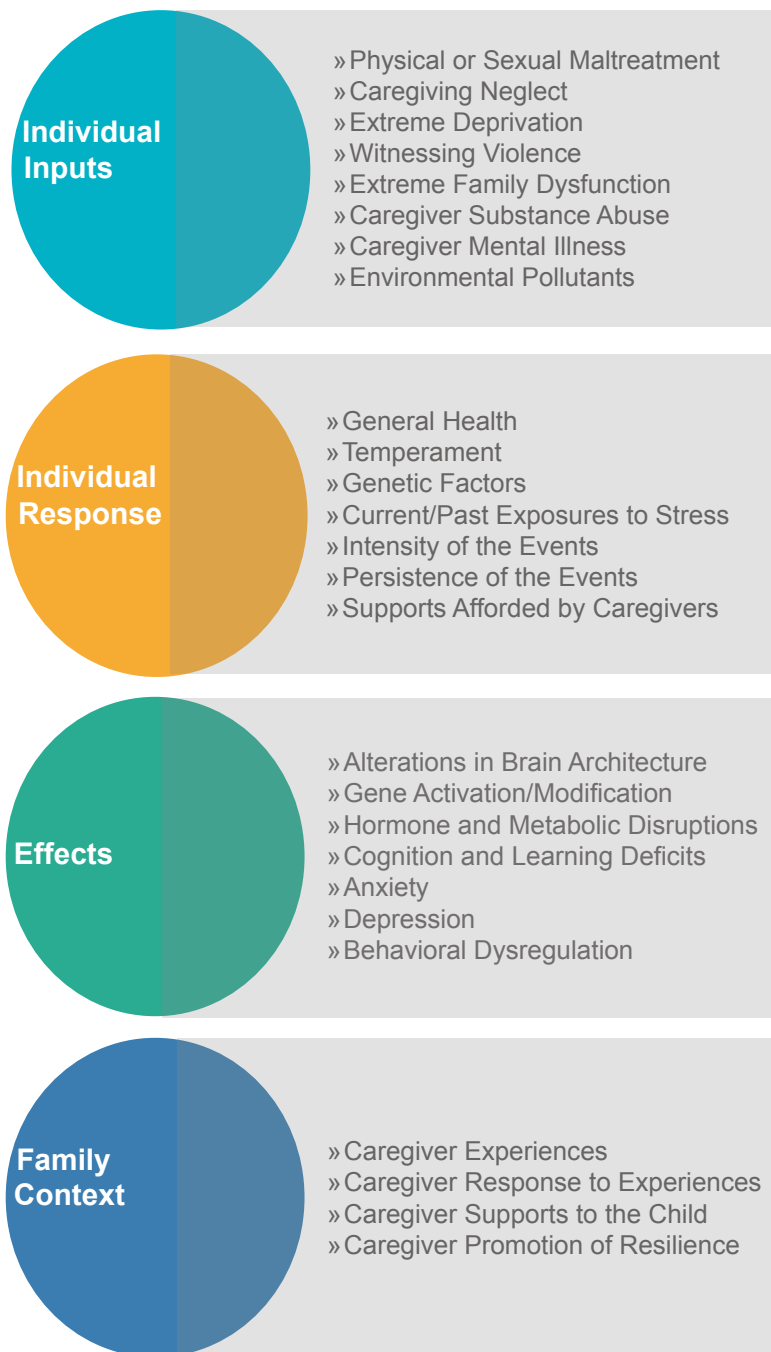 Individual
Inputs
»Physical or Sexual Maltreatment
»Caregiving Neglect
»Extreme Deprivation
»Witnessing Violence
»Extreme Family Dysfunction
»Caregiver Substance Abuse
»Caregiver Mental Illness
»Environmental Pollutants
Individual
Response
»General Health
»Temperament
»Genetic Factors
»Current/Past Exposures to Stress
»Intensity of the Events
»Persistence of the Events
»Supports Afforded by Caregivers
Effects
»Alterations in Brain Architecture
»Gene Activation/Modification
»Hormone and Metabolic Disruptions
»Cognition and Learning Deficits
»Anxiety
»Depression
»Behavioral Dysregulation
Family
Context
»Caregiver Experiences
»Caregiver Response to Experiences
»Caregiver Supports to the Child
»Caregiver Promotion of Resilience